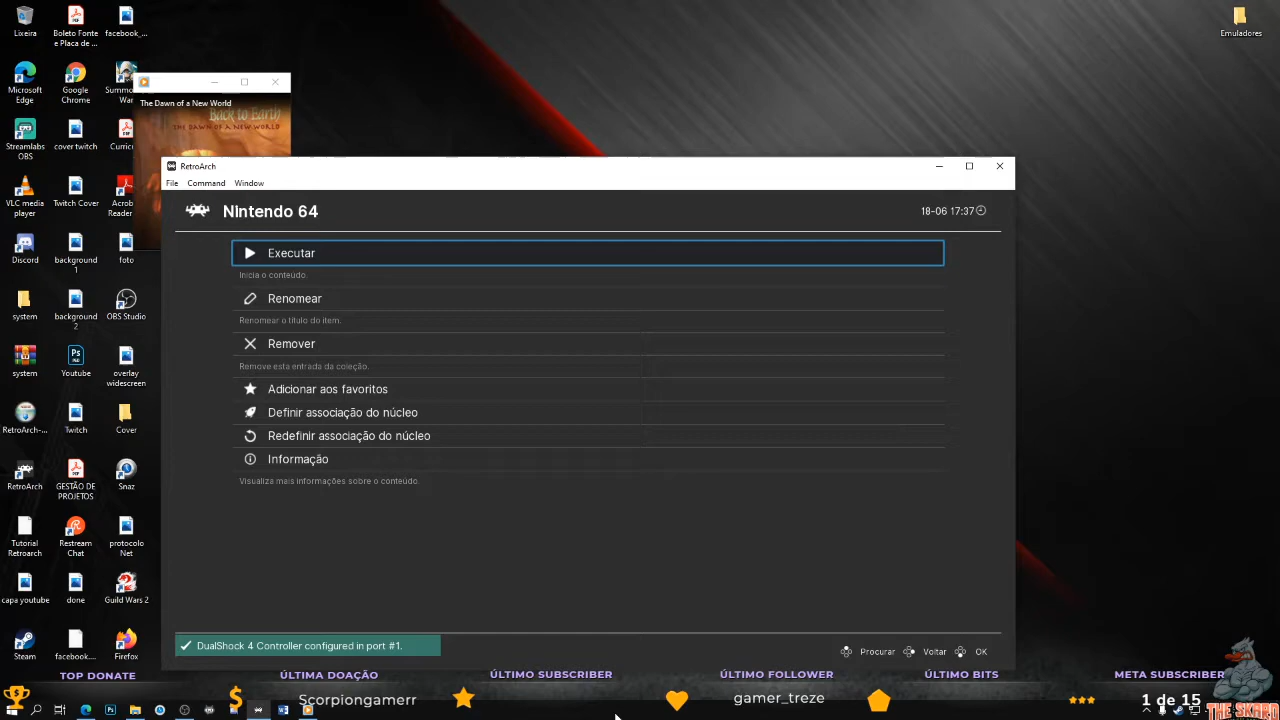 Lixeira
Boleto Fonte
e Placa de ...
facebook_...
Emuladores
Microsoft
Edge
Google
Chrome
Streamlabs
OBS
cover twitch
VLC media
player
Twitch Cover
Acrob
Reader
Discord
background
1
foto
system
background
2
OBS Studio
system
Youtube
overlay
widescreen
RetroArch-...
Twitch
Cover
RetroArch
GESTÃO DE
PROJETOS
Snaz
Tutorial
Retroarch
Restream
Chat
protocolo
Net
capa youtube
done
Guild Wars 2
Steam
facebook....
Firefox
The Dawn of a New World
Back to Earth
THE DAWN OF A NEW WORLD
RetroArch
File Command Window
Nintendo 64
18-06 17:37
Executar
Inicia o conteúdo.
Renomear
Renomear o título do item.
Remover
Remove esta entrada da coleção.
Adicionar aos favoritos
Definir associação do núcleo
Redefinir associação do núcleo
Informação
Visualiza mais informações sobre o conteúdo.
DualShock 4 Controller configured in port #1.
Procurar Voltar OK
TOP DONATE
ÚLTIMA DOAÇÃO
ÚLTIMO SUBSCRIBER
ÚLTIMO FOLLOWER
ÚLTIMO BITS
META SUBSCRIBER
Scorpiongamerr
gamer_treze
1 de 15
THE SKARN